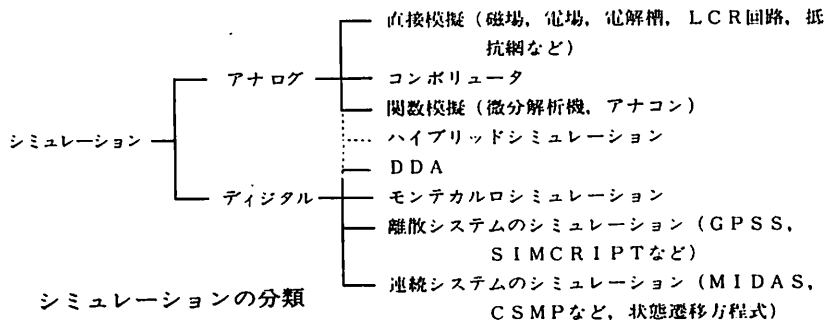 直接模擬（磁場，電場，電解槽，ＬＣＲ回路，抵
抗網など）
アナログ
コンボリュータ
関数模擬（微分解析機，アナコン）
シミュレーション
ハイブリッドシミュレーション
ＤＤＡ
ディジタル
モンテカルロシミュレーション
離散システムのシミュレーション（ＧＰＳＳ，
ＳＩＭＣＲＩＰＴなど）
連続システムのシミュレーション（ＭＩＤＡＳ，
ＣＳＭＰなど，状態遷移方程式）
シミュレーションの分類